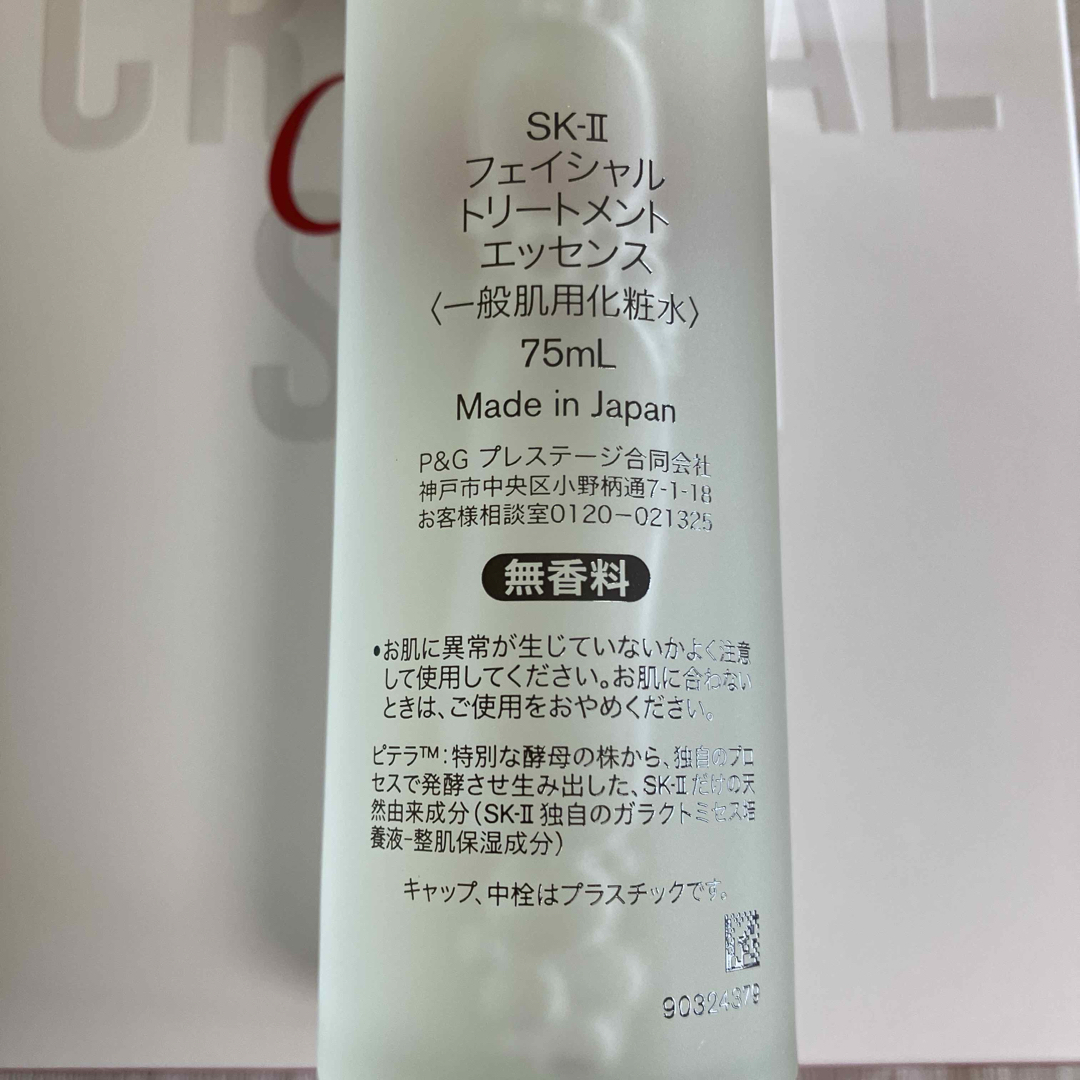 CR AL
SK-II
フェイシャル
トリートメント
エッセンス
〈一般肌用化粧水〉
75mL
Made in Japan
P&G プレステージ合同会社
神戸市中央区小野柄通7-1-18
お客様相談室0120-021325
無香料
•お肌に異常が生じていないかよく注意
して使用してください。お肌に合わない
ときは、ご使用をおやめください。
ピテラ™:特別な酵母の株から、独自のプロ
セスで発酵させ生み出した、SK-IIだけの天
然由来成分(SK-II独自のガラクトミセス培
養液-整肌保湿成分)
キャップ、中栓はプラスチックです。
90324379